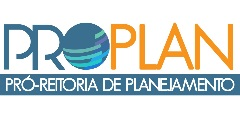 PROPLAN
PRÓ-REITORIA DE PLANEJAMENTO